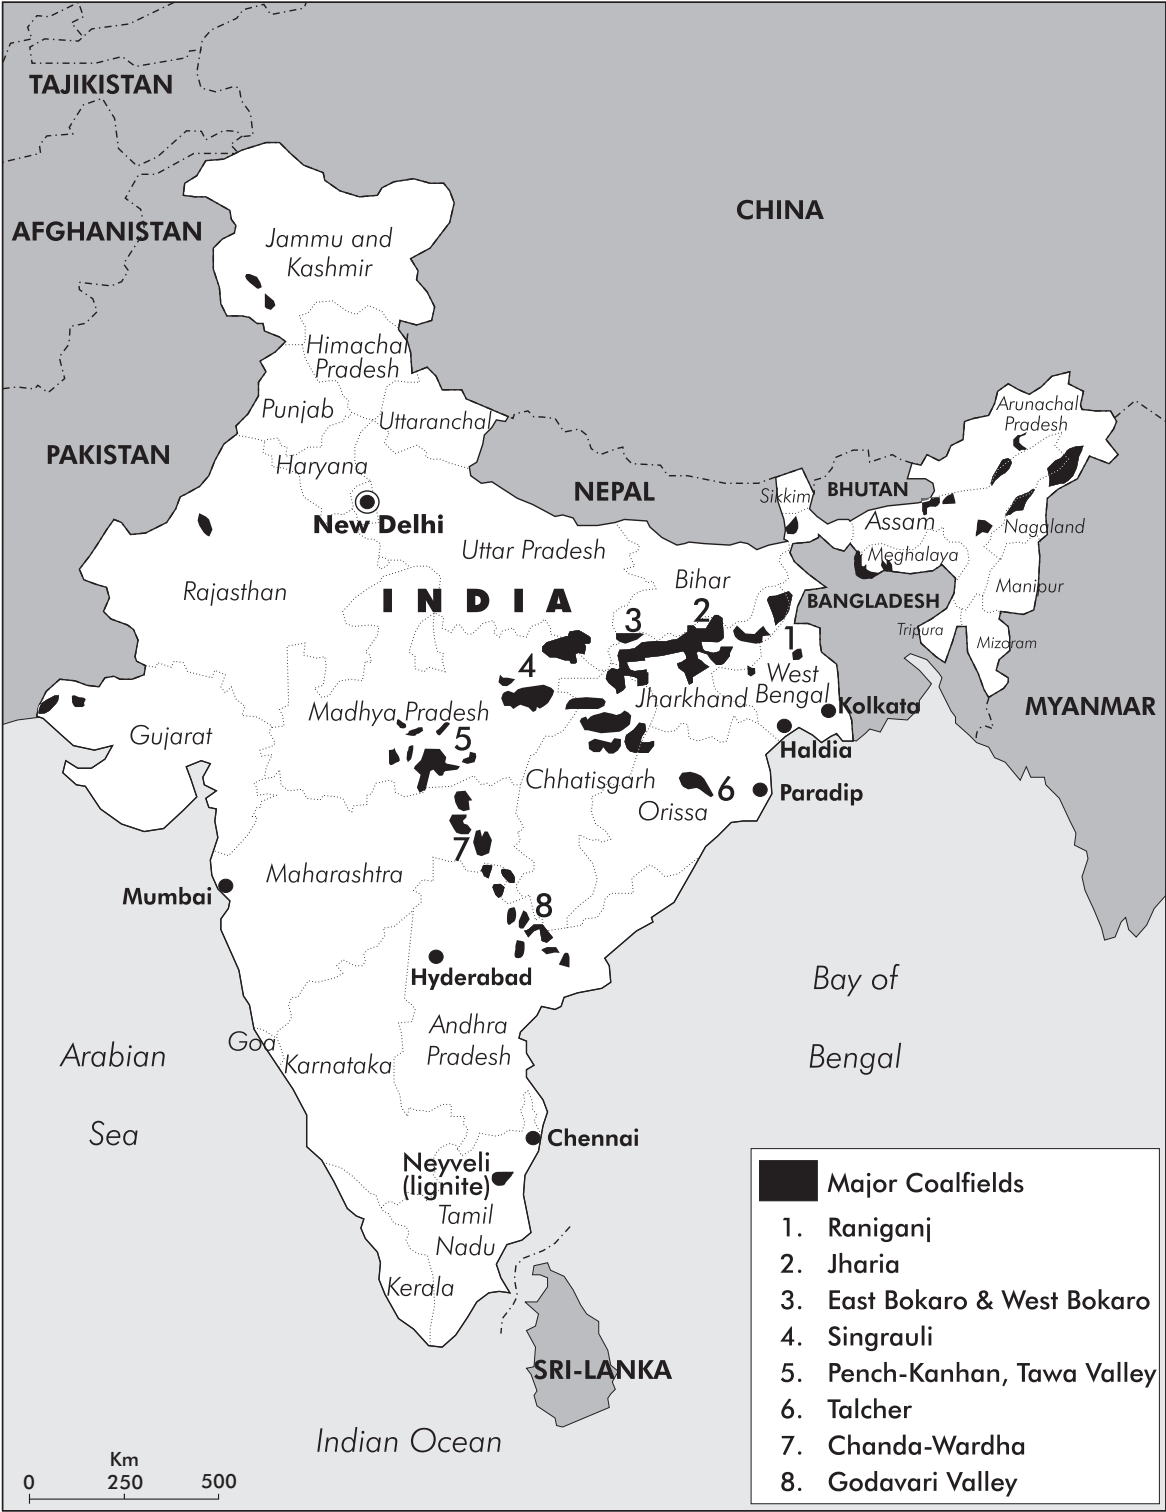 TAJIKISTAN
AFGHANISTAN
CHINA
Jammu and
Kashmir
Himachal
Pradesh
Punjab
Uttaranchal
Arunachal
Pradesh
PAKISTAN
Haryana
NEPAL
Sikkim
BHUTAN
New Delhi
Assam
Nagaland
Uttar Pradesh
Meghalaya
Rajasthan
Bihar
INDIA
BANGLADESH
Manipur
3
2
1
Tripura
Mizoram
4
West
Bengal
Jharkhand
Kolkata
MYANMAR
Madhya Pradesh
Gujarat
5
Haldia
Chhatisgarh
6
Paradip
Orissa
7
Maharashtra
Mumbai
8
Hyderabad
Bay of
Bengal
Andhra
Pradesh
Goa
Karnataka
Arabian
Sea
Chennai
Neyveli
(lignite)
Tamil
Nadu
Kerala
SRI-LANKA
Indian Ocean
Km
0 250 500
Major Coalfields
1. Raniganj
2. Jharia
3. East Bokaro & West Bokaro
4. Singrauli
5. Pench-Kanhan, Tawa Valley
6. Talcher
7. Chanda-Wardha
8. Godavari Valley